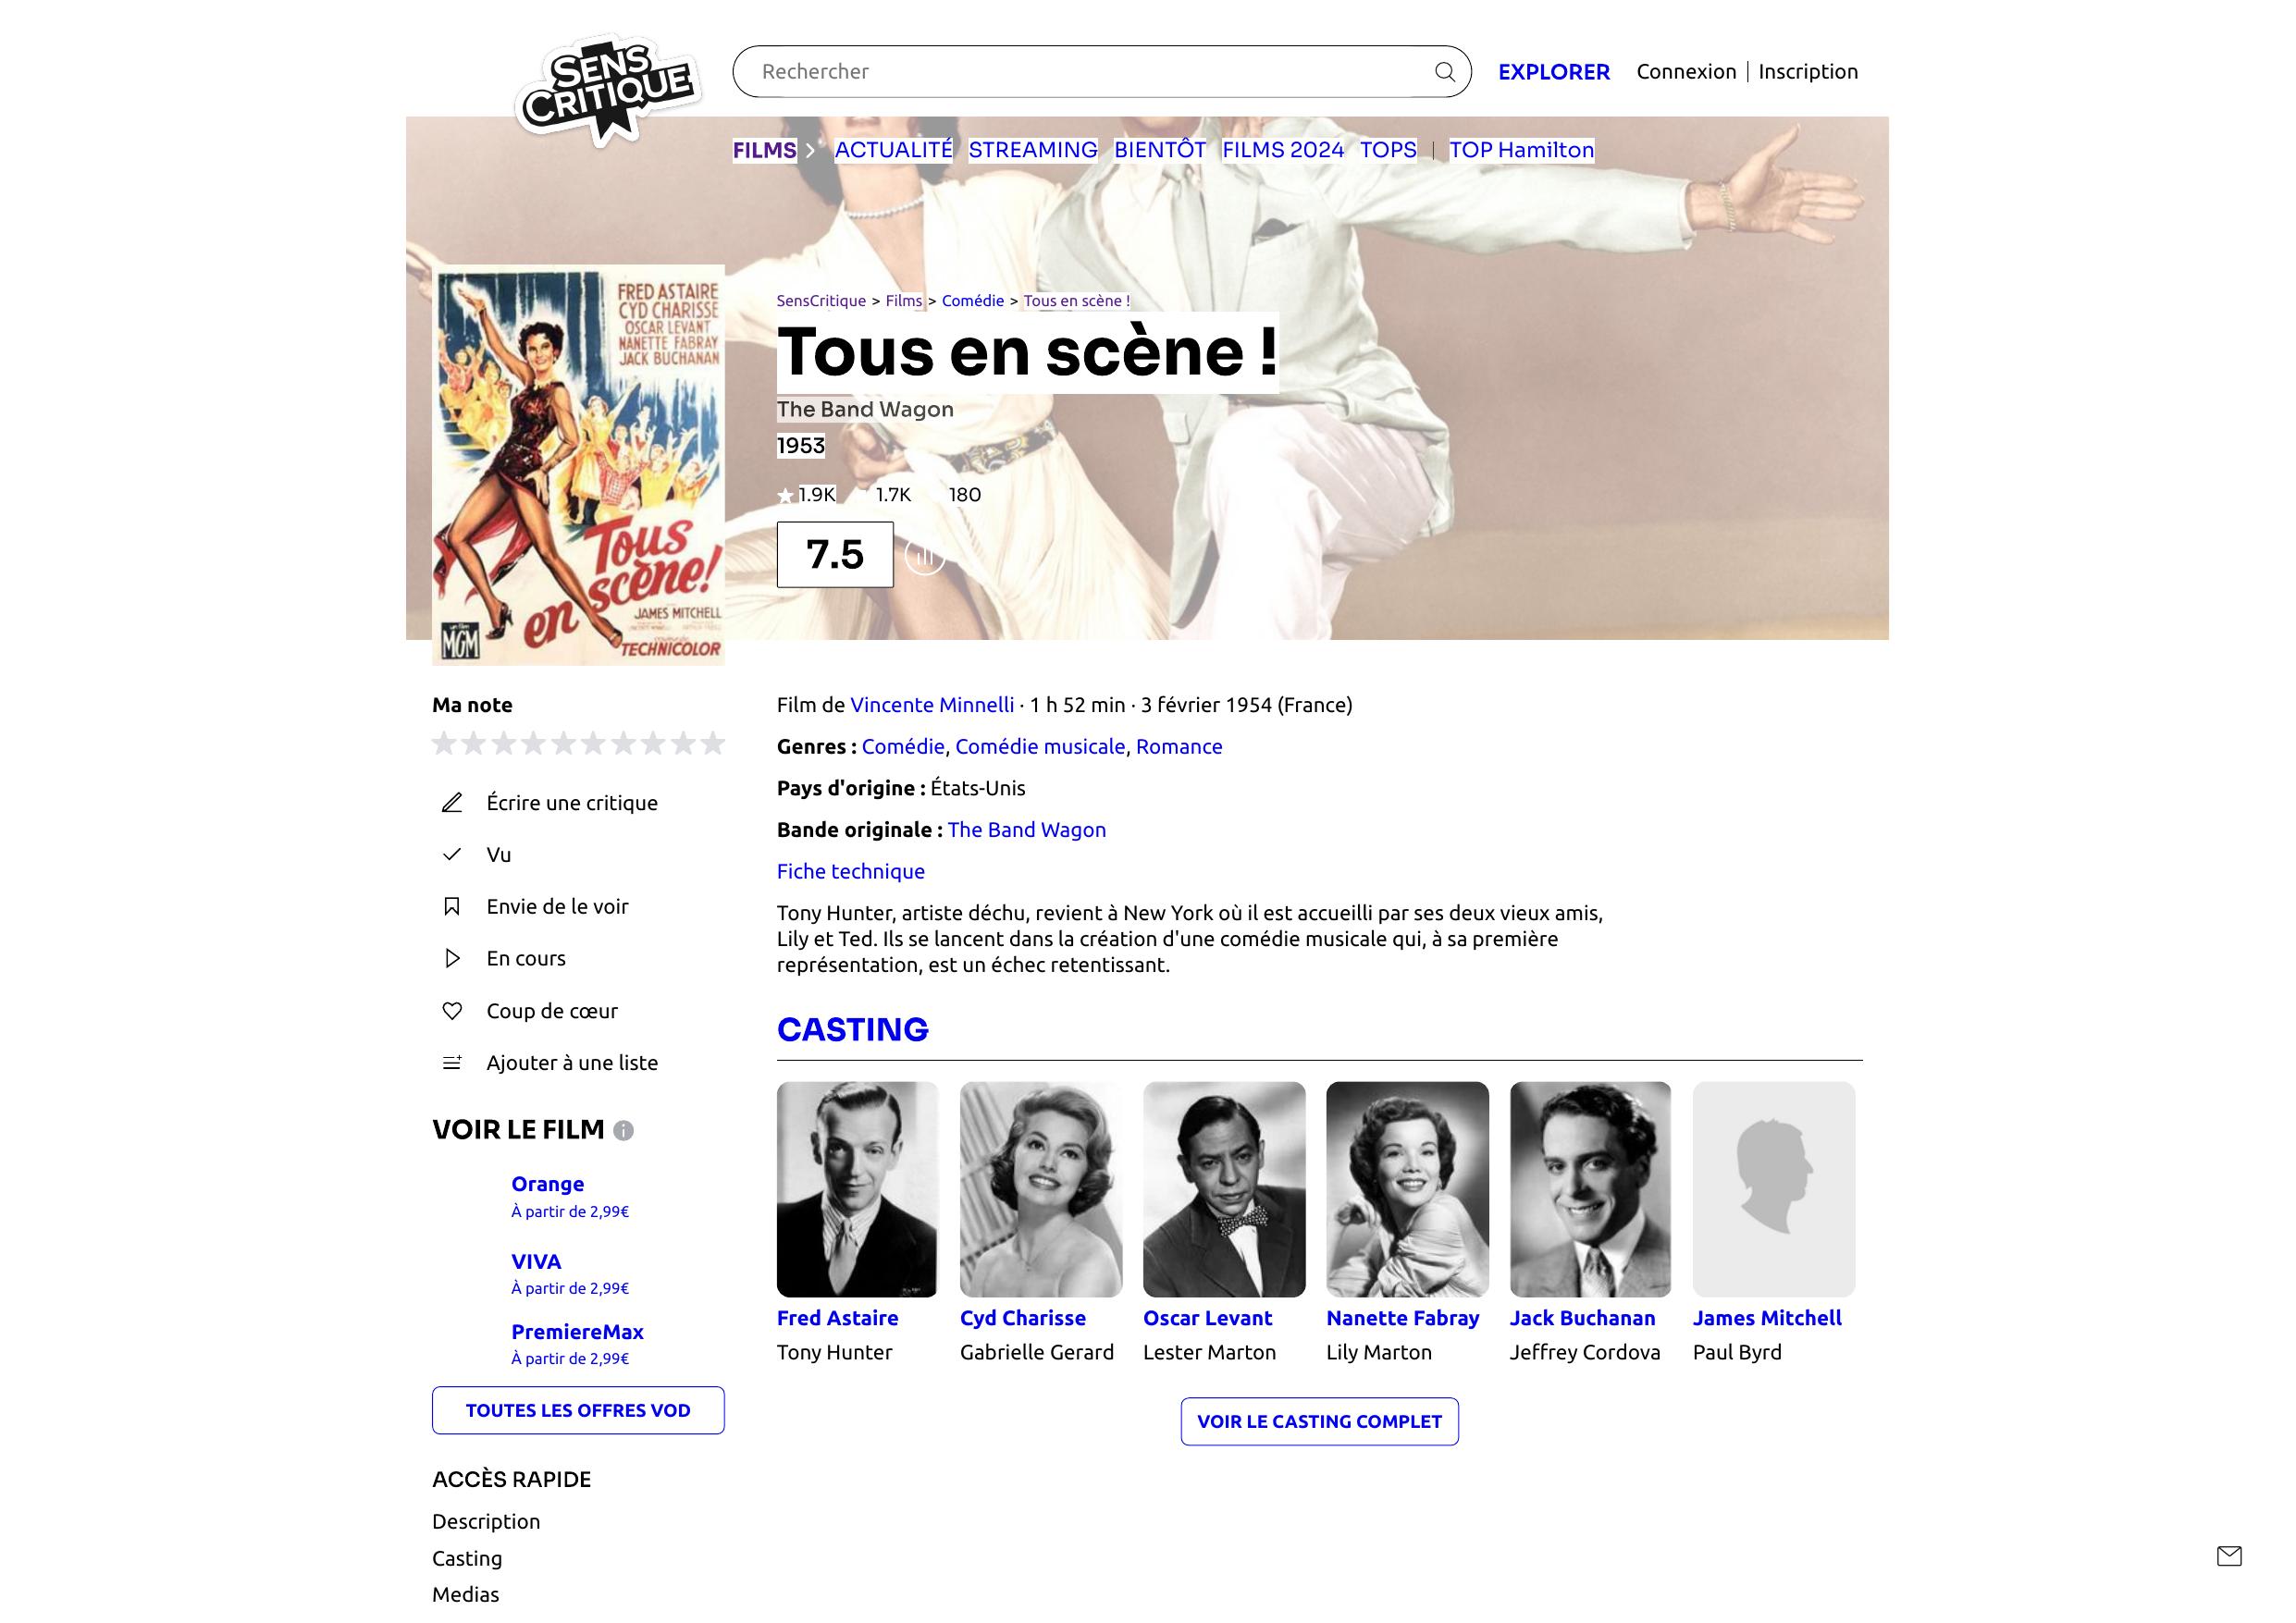 SENS
CRITIQUE
Rechercher
EXPLORER
Connexion | Inscription
FILMS
ACTUALITÉ
STREAMING
BIENTÔT
FILMS 2024
TOPS
TOP Hamilton
FRED ASTAIRE
CYD CHARISSE
OSCAR LEVANT
NANETTE FABRAY
JACK BUCHANAN
Tous
en scène!
JAMES MITCHELL
un film
MGM
TECHNICOLOR
SensCritique > Films > Comédie > Tous en scène !
Tous en scène !
The Band Wagon
1953
1.9K
1.7K
180
7.5
Ma note
Écrire une critique
Vu
Envie de le voir
En cours
Coup de cœur
Ajouter à une liste
VOIR LE FILM
Orange
À partir de 2,99€
VIVA
À partir de 2,99€
PremiereMax
À partir de 2,99€
TOUTES LES OFFRES VOD
ACCÈS RAPIDE
Description
Casting
Medias
Film de Vincente Minnelli · 1 h 52 min · 3 février 1954 (France)
Genres : Comédie, Comédie musicale, Romance
Pays d'origine : États-Unis
Bande originale : The Band Wagon
Fiche technique
Tony Hunter, artiste déchu, revient à New York où il est accueilli par ses deux vieux amis,
Lily et Ted. Ils se lancent dans la création d'une comédie musicale qui, à sa première
représentation, est un échec retentissant.
CASTING
Fred Astaire
Tony Hunter
Cyd Charisse
Gabrielle Gerard
Oscar Levant
Lester Marton
Nanette Fabray
Lily Marton
Jack Buchanan
Jeffrey Cordova
James Mitchell
Paul Byrd
VOIR LE CASTING COMPLET